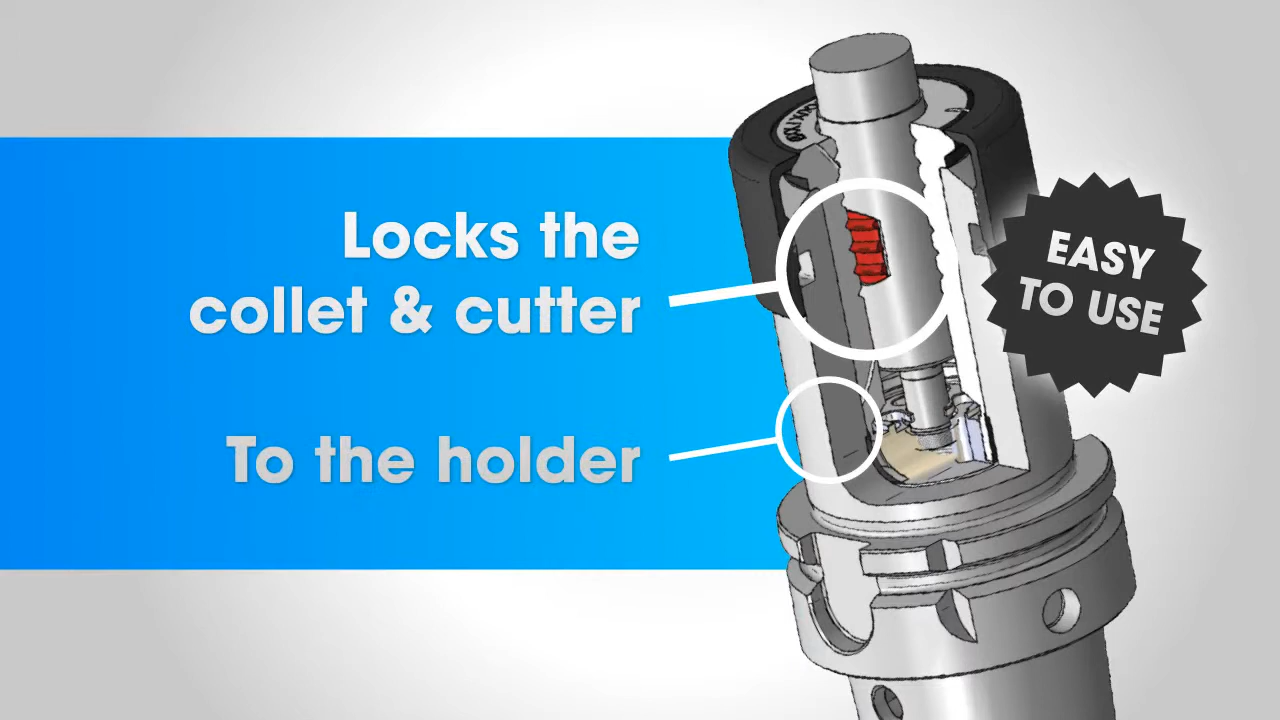 Locks the
collet & cutter
To the holder
EASY
TO USE